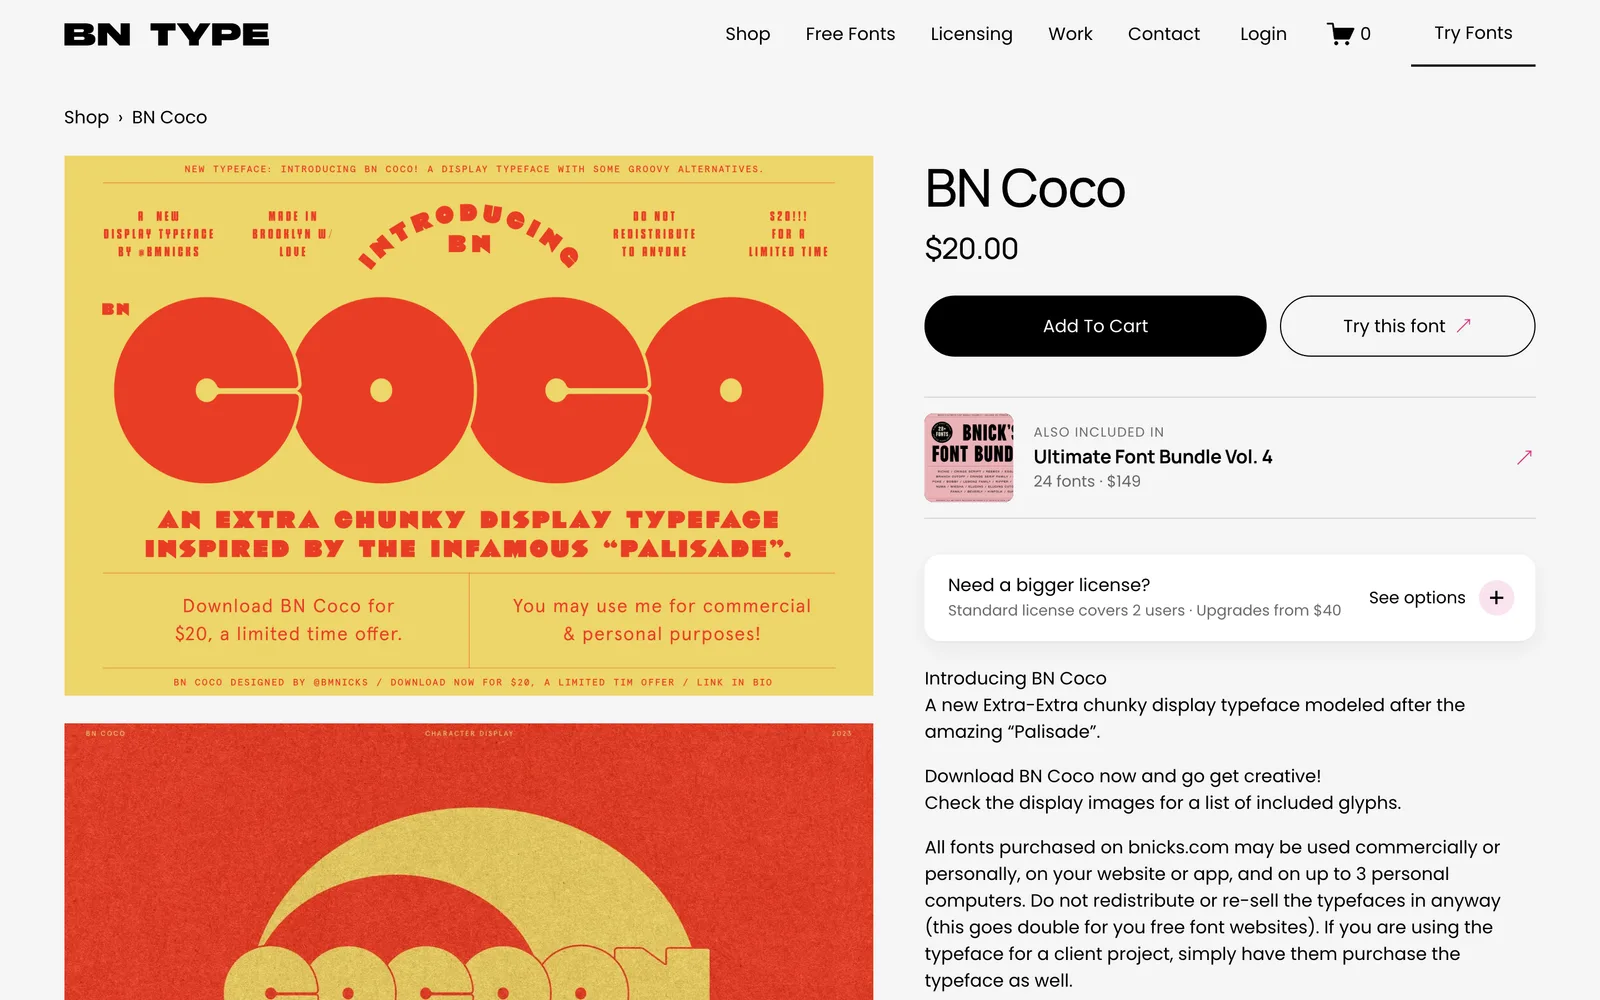 BN TYPE
Shop
Free Fonts
Licensing
Work
Contact
Login
0
Try Fonts
Shop › BN Coco
NEW TYPEFACE: INTRODUCING BN COCO! A DISPLAY TYPEFACE WITH SOME GROOVY ALTERNATIVES.
A NEW
DISPLAY TYPEFACE
BY @BMNICKS
MADE IN
BROOKLYN W/
LOVE
INTRODUCING
BN
DO NOT
REDISTRIBUTE
TO ANYONE
$20!!!
FOR A
LIMITED TIME
BN
COCO
AN EXTRA CHUNKY DISPLAY TYPEFACE
INSPIRED BY THE INFAMOUS “PALISADE”.
Download BN Coco for
$20, a limited time offer.
You may use me for commercial
& personal purposes!
BN COCO DESIGNED BY @BMNICKS / DOWNLOAD NOW FOR $20, A LIMITED TIM OFFER / LINK IN BIO
BN COCO
CHARACTER DISPLAY
2023
BN Coco
$20.00
Add To Cart
Try this font
BNICK'S
FONT BUND
ALSO INCLUDED IN
Ultimate Font Bundle Vol. 4
24 fonts · $149
Need a bigger license?
Standard license covers 2 users · Upgrades from $40
See options
Introducing BN Coco
A new Extra-Extra chunky display typeface modeled after the
amazing “Palisade”.
Download BN Coco now and go get creative!
Check the display images for a list of included glyphs.
All fonts purchased on bnicks.com may be used commercially or
personally, on your website or app, and on up to 3 personal
computers. Do not redistribute or re-sell the typefaces in anyway
(this goes double for you free font websites). If you are using the
typeface for a client project, simply have them purchase the
typeface as well.